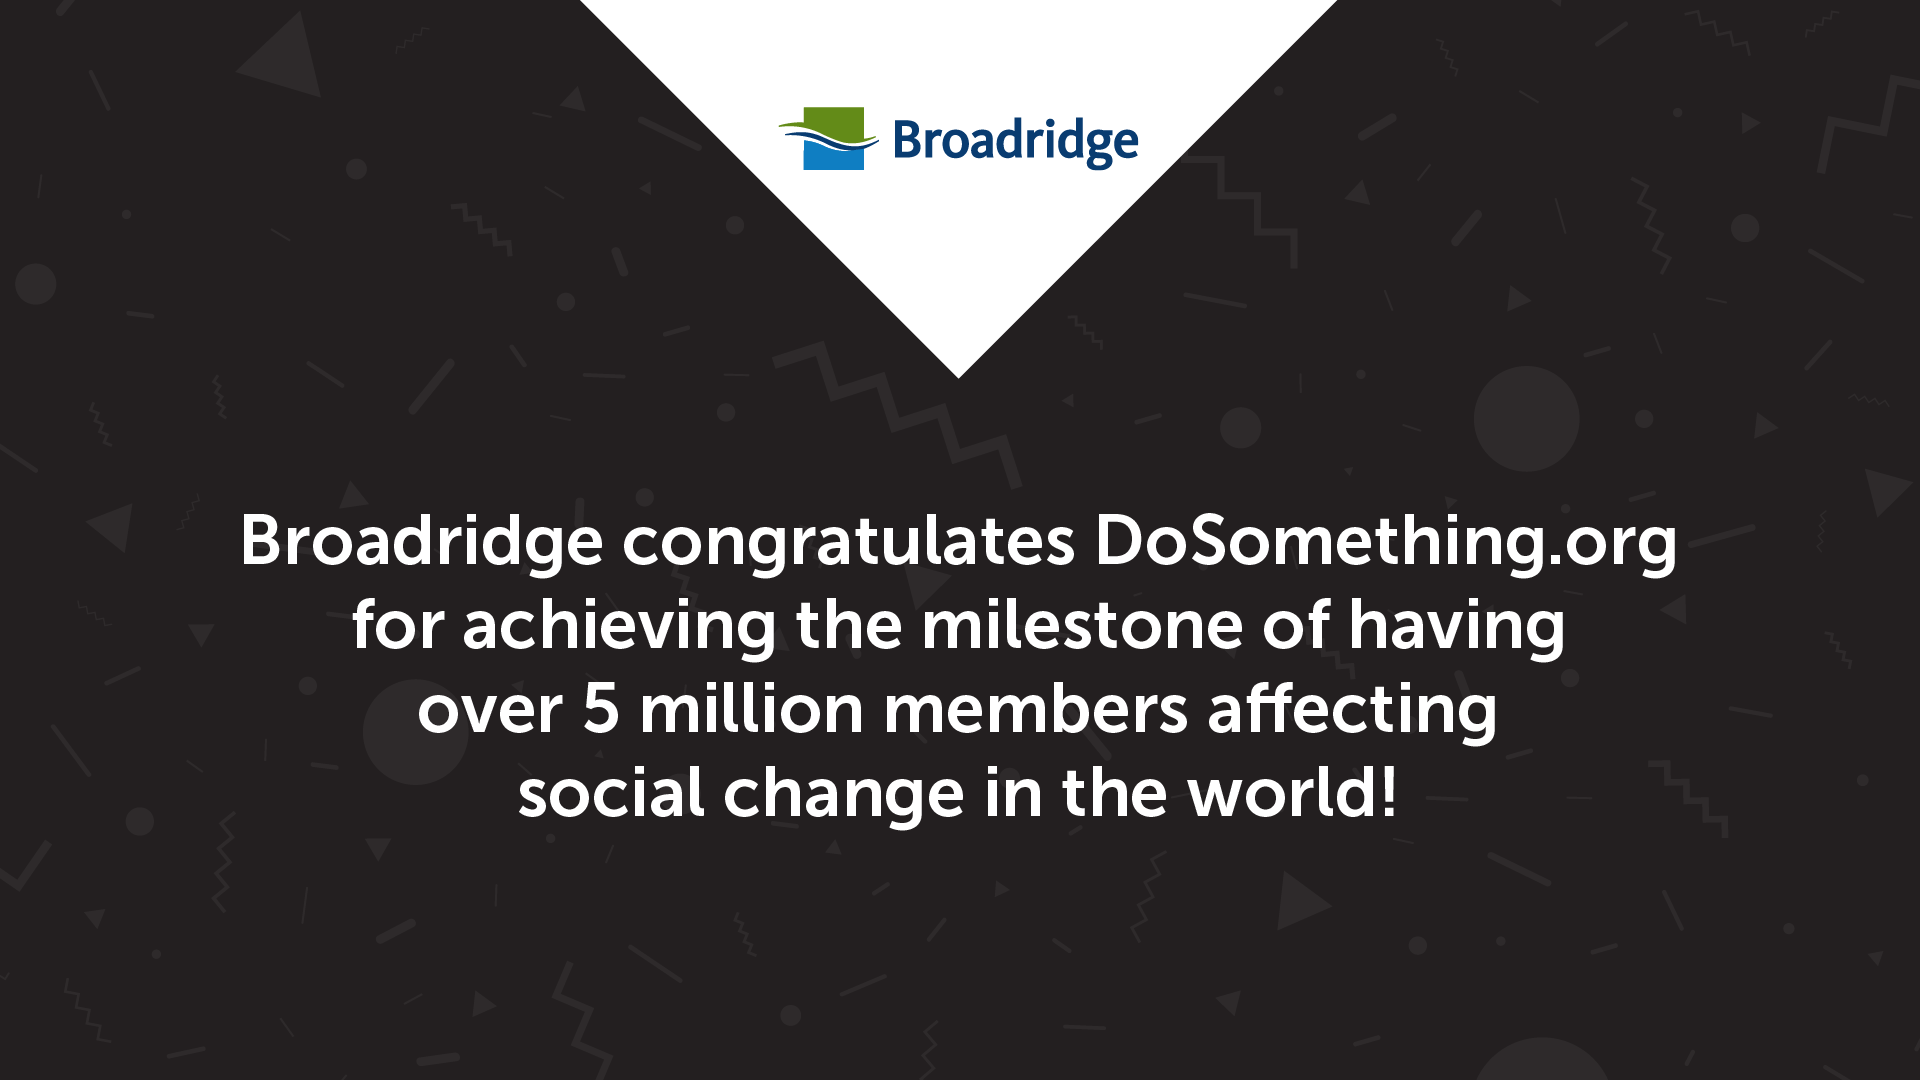 Broadridge
Broadridge congratulates DoSomething.org
for achieving the milestone of having
over 5 million members affecting
social change in the world!